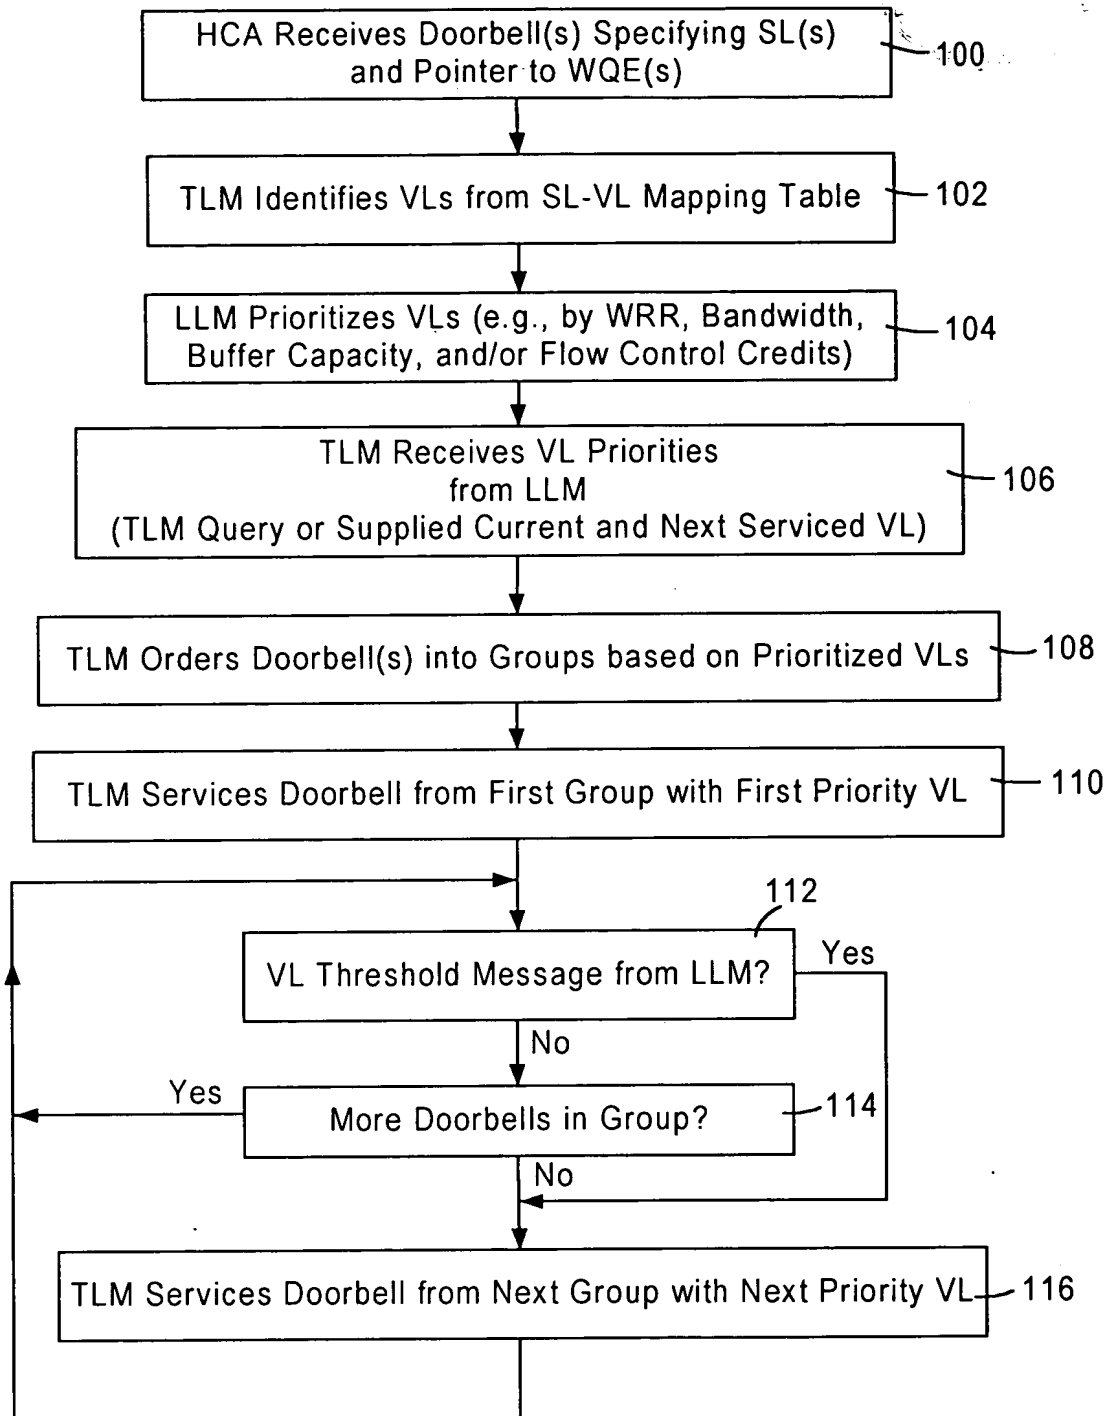 HCA Receives Doorbell(s) Specifying SL(s)
and Pointer to WQE(s)
100
TLM Identifies VLs from SL-VL Mapping Table
102
LLM Prioritizes VLs (e.g., by WRR, Bandwidth,
Buffer Capacity, and/or Flow Control Credits)
104
TLM Receives VL Priorities
from LLM
(TLM Query or Supplied Current and Next Serviced VL)
106
TLM Orders Doorbell(s) into Groups based on Prioritized VLs
108
TLM Services Doorbell from First Group with First Priority VL
110
112
VL Threshold Message from LLM?
Yes
No
Yes
More Doorbells in Group?
114
No
TLM Services Doorbell from Next Group with Next Priority VL
116